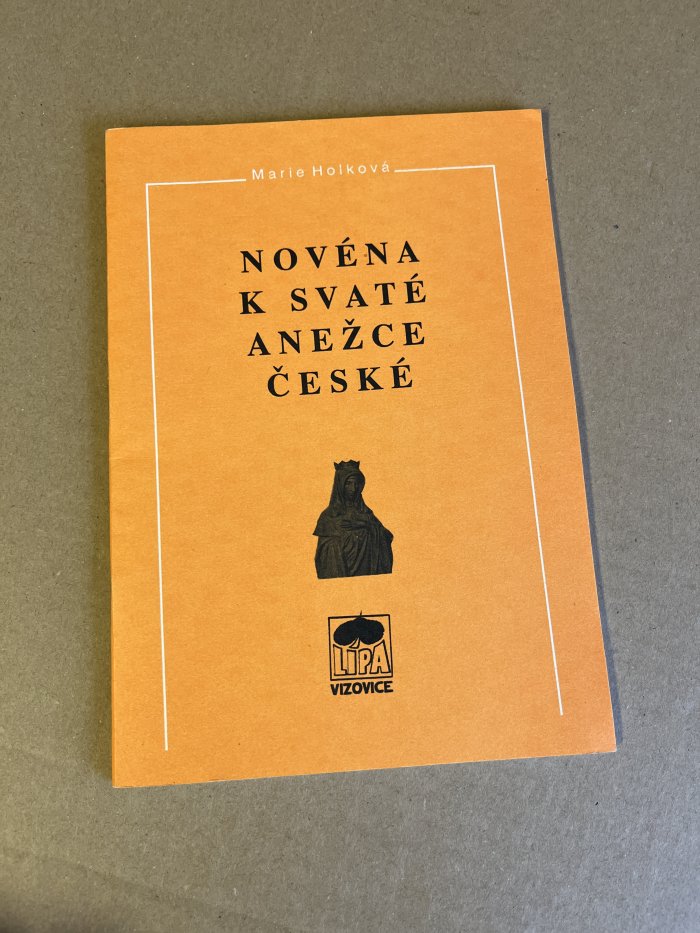 Marie Holková
NOVÉNA
K SVATÉ
ANEŽCE
ČESKÉ
LÍPA
VIZOVICE